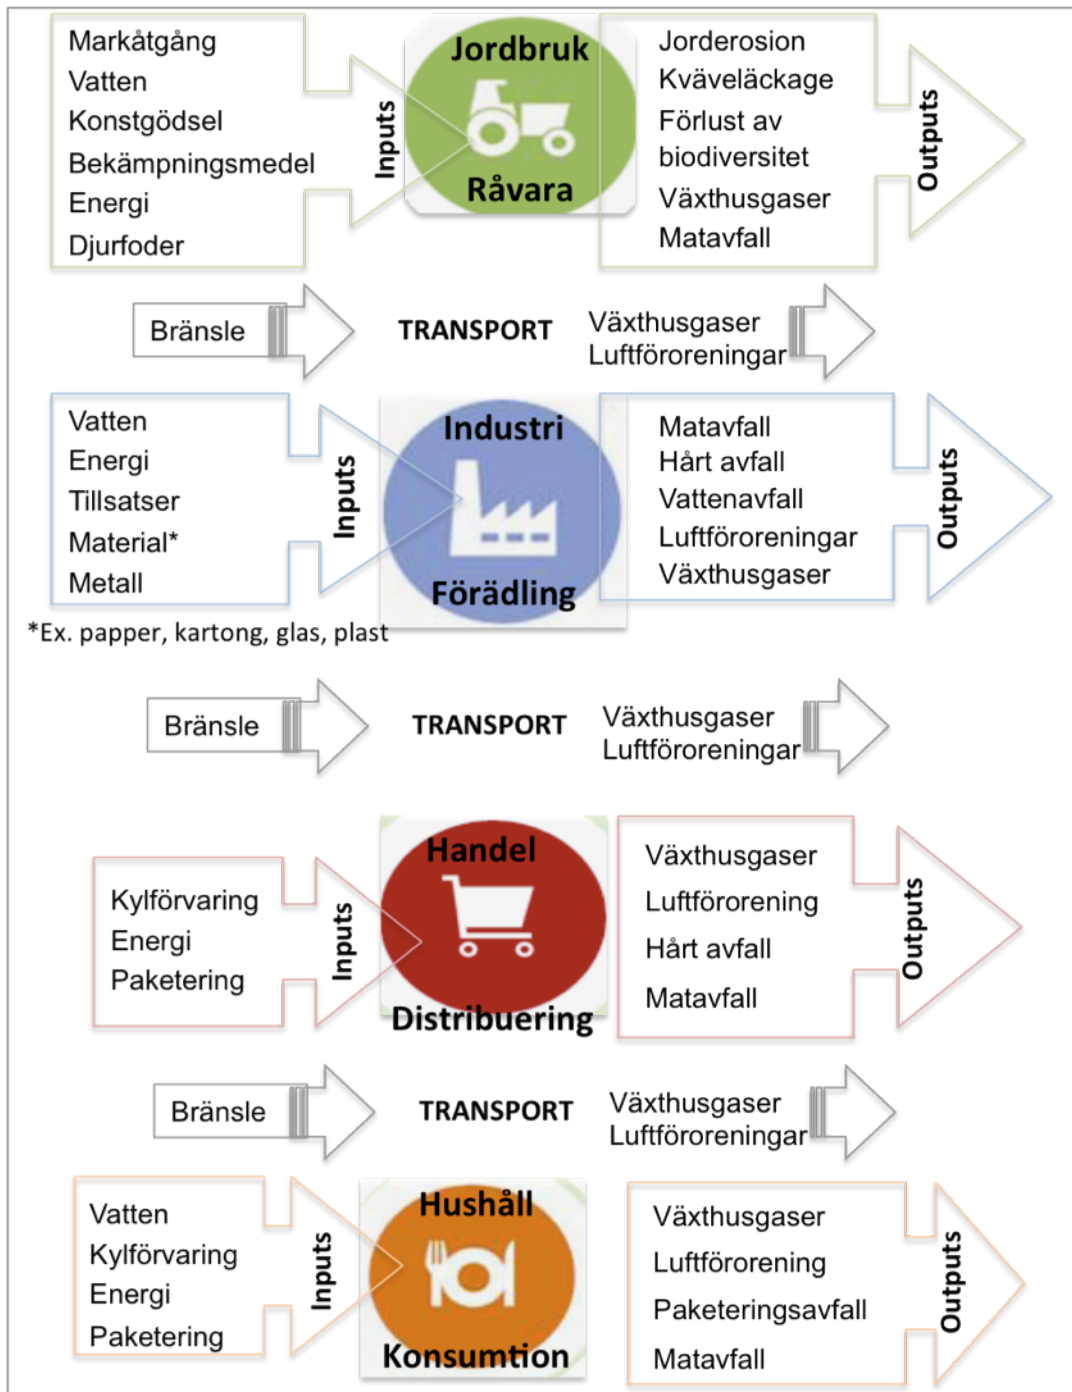 Markåtgång
Vatten
Konstgödsel
Bekämpningsmedel
Energi
Djurfoder
Inputs
Jordbruk
Råvara
Jorderosion
Kväveläckage
Förlust av
biodiversitet
Växthusgaser
Matavfall
Outputs
Bränsle
TRANSPORT
Växthusgaser
Luftföroreningar
Vatten
Energi
Tillsatser
Material*
Metall
Inputs
Industri
Förädling
Matavfall
Hårt avfall
Vattenavfall
Luftföroreningar
Växthusgaser
Outputs
*Ex. papper, kartong, glas, plast
Bränsle
TRANSPORT
Växthusgaser
Luftföroreningar
Kylförvaring
Energi
Paketering
Inputs
Handel
Distribuering
Växthusgaser
Luftförorening
Hårt avfall
Matavfall
Outputs
Bränsle
TRANSPORT
Växthusgaser
Luftföroreningar
Vatten
Kylförvaring
Energi
Paketering
Inputs
Hushåll
Konsumtion
Växthusgaser
Luftförorening
Paketeringsavfall
Matavfall
Outputs